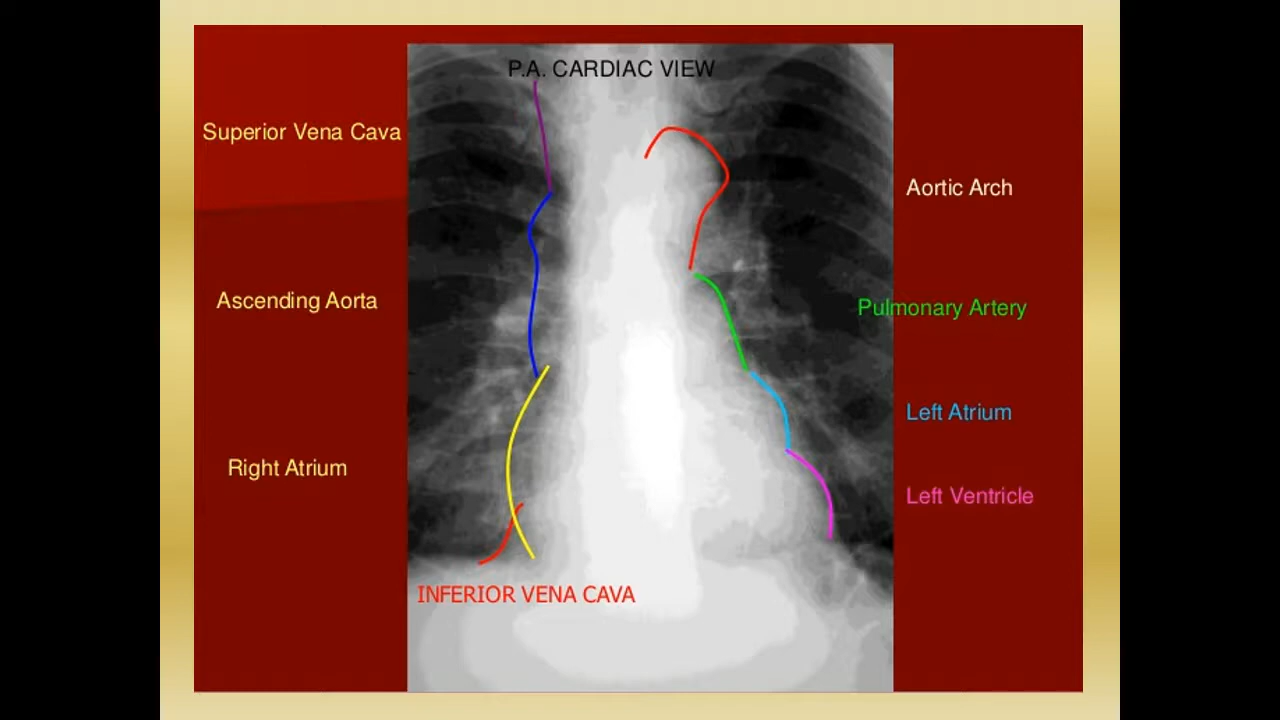 P.A. CARDIAC VIEW
Superior Vena Cava
Aortic Arch
Ascending Aorta
Pulmonary Artery
Left Atrium
Right Atrium
Left Ventricle
INFERIOR VENA CAVA